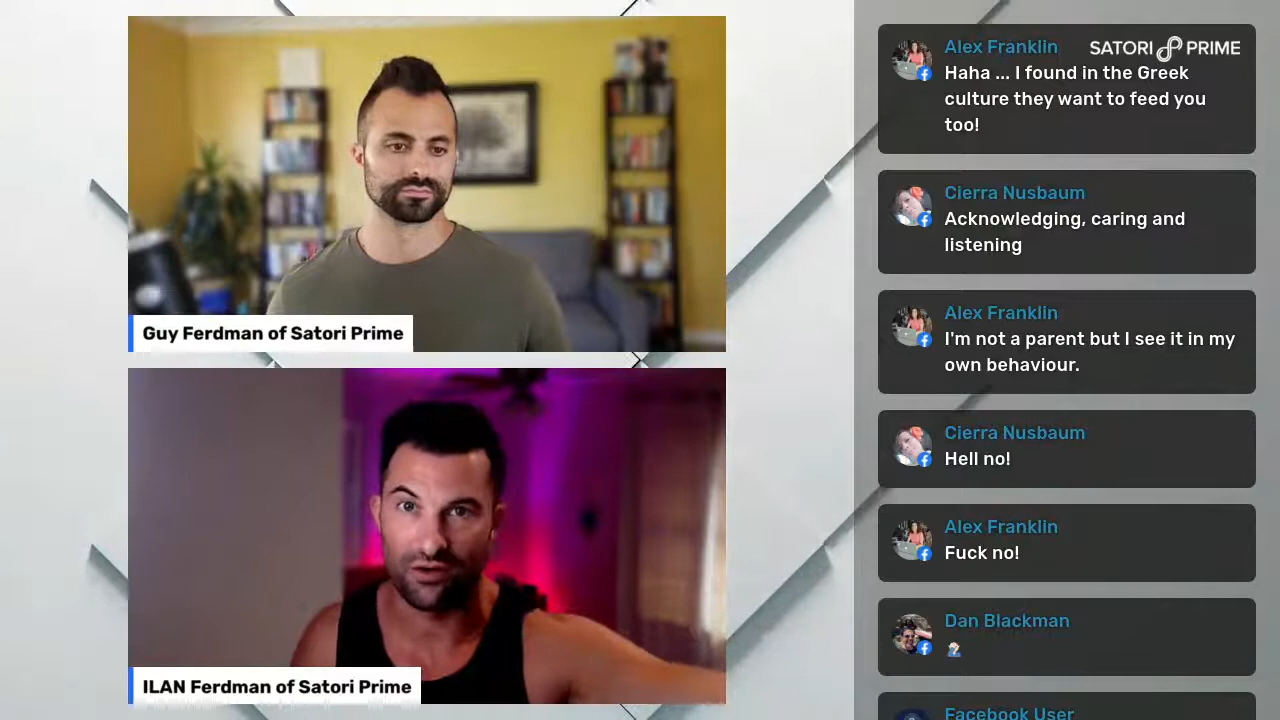 Guy Ferdman of Satori Prime
ILAN Ferdman of Satori Prime
SATORI PRIME
Alex Franklin
Haha ... I found in the Greek
culture they want to feed you
too!
Cierra Nusbaum
Acknowledging, caring and
listening
Alex Franklin
I'm not a parent but I see it in my
own behaviour.
Cierra Nusbaum
Hell no!
Alex Franklin
Fuck no!
Dan Blackman
Facebook User